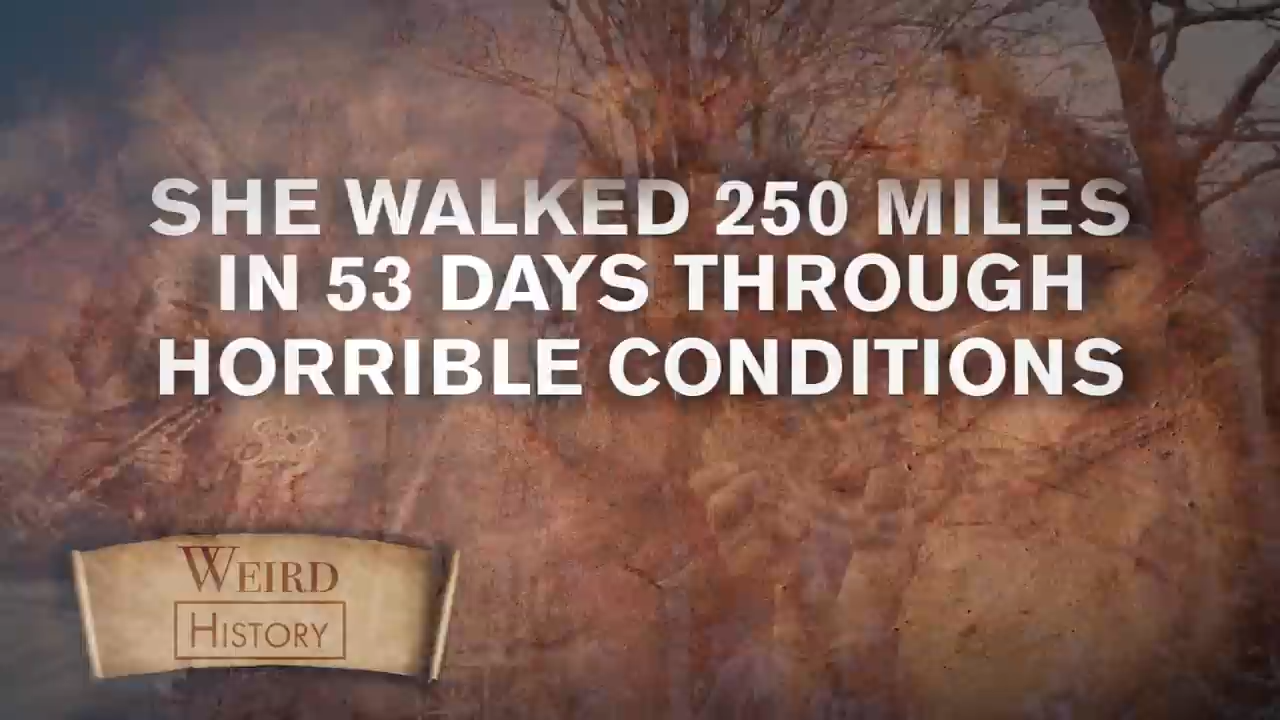 SHE WALKED 250 MILES
IN 53 DAYS THROUGH
HORRIBLE CONDITIONS
WEIRD
HISTORY